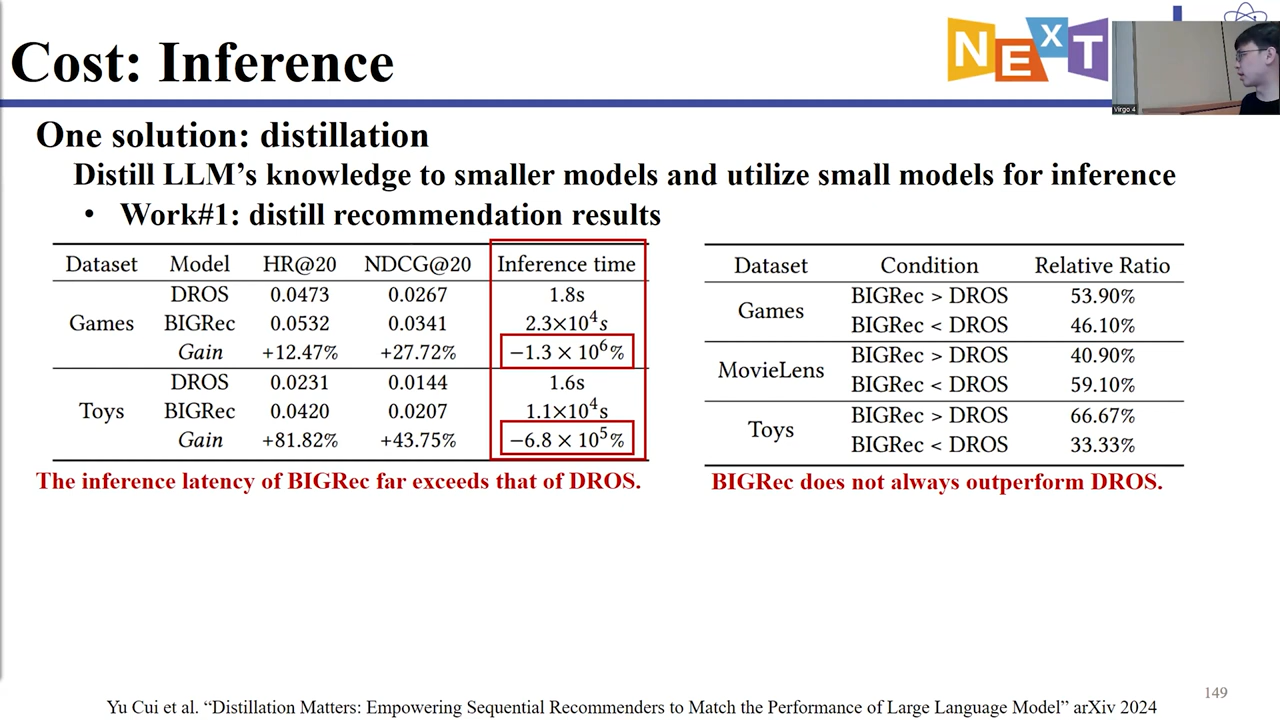 Cost: Inference
NEXT
Virgo 4
One solution: distillation
Distill LLM's knowledge to smaller models and utilize small models for inference
• Work#1: distill recommendation results
Dataset Model HR@20 NDCG@20 Inference time
DROS 0.0473 0.0267 1.8s
Games BIGRec 0.0532 0.0341 2.3×10⁴s
Gain +12.47% +27.72% −1.3 × 10⁶%
DROS 0.0231 0.0144 1.6s
Toys BIGRec 0.0420 0.0207 1.1×10⁴s
Gain +81.82% +43.75% −6.8 × 10⁵%
The inference latency of BIGRec far exceeds that of DROS.
Dataset Condition Relative Ratio
Games BIGRec > DROS 53.90%
BIGRec < DROS 46.10%
MovieLens BIGRec > DROS 40.90%
BIGRec < DROS 59.10%
Toys BIGRec > DROS 66.67%
BIGRec < DROS 33.33%
BIGRec does not always outperform DROS.
149
Yu Cui et al. “Distillation Matters: Empowering Sequential Recommenders to Match the Performance of Large Language Model” arXiv 2024